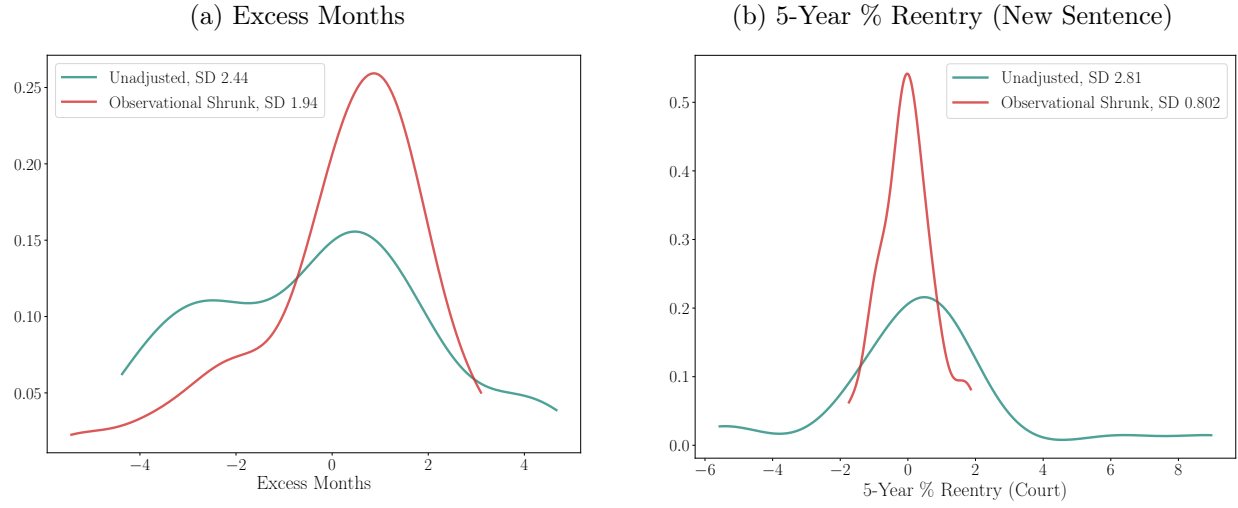 (a) Excess Months
Unadjusted, SD 2.44
Observational Shrunk, SD 1.94
0.25
0.20
0.15
0.10
0.05
−4 −2 0 2 4
Excess Months
(b) 5-Year % Reentry (New Sentence)
Unadjusted, SD 2.81
Observational Shrunk, SD 0.802
0.5
0.4
0.3
0.2
0.1
0.0
−6 −4 −2 0 2 4 6 8
5-Year % Reentry (Court)